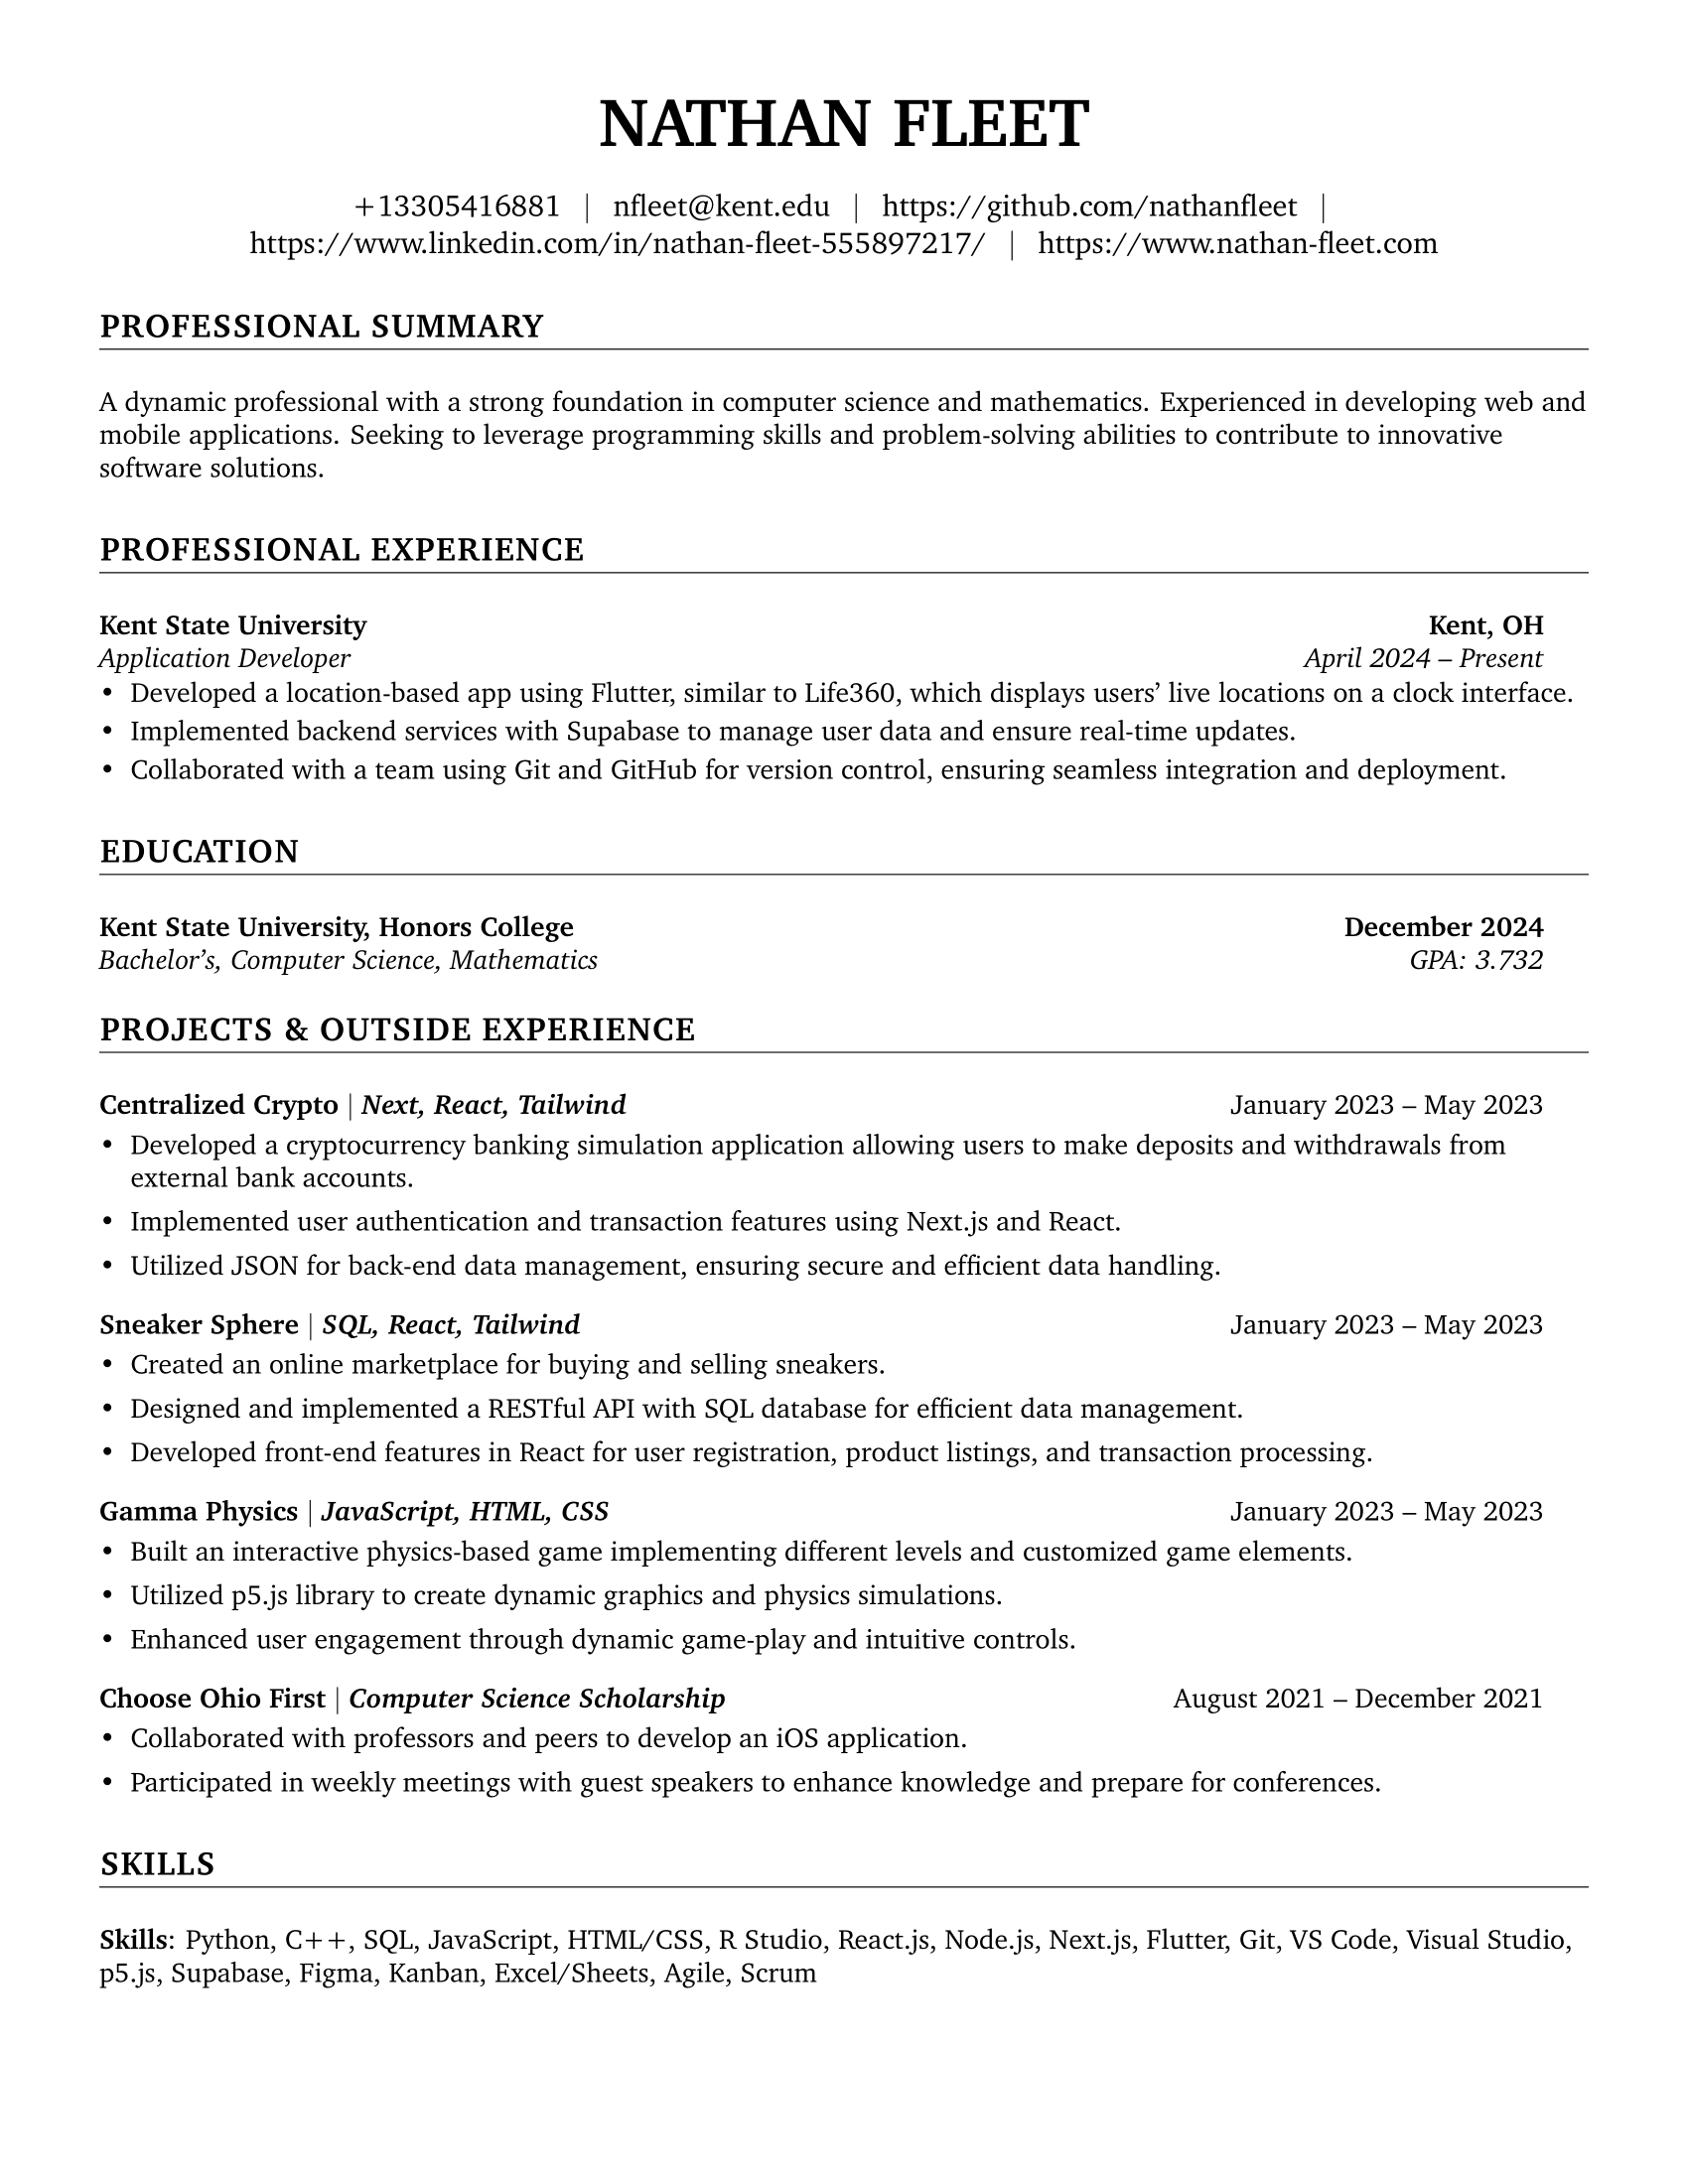 NATHAN FLEET
+13305416881 | nfleet@kent.edu | https://github.com/nathanfleet |
https://www.linkedin.com/in/nathan-fleet-555897217/ | https://www.nathan-fleet.com
PROFESSIONAL SUMMARY
A dynamic professional with a strong foundation in computer science and mathematics. Experienced in developing web and
mobile applications. Seeking to leverage programming skills and problem-solving abilities to contribute to innovative
software solutions.
PROFESSIONAL EXPERIENCE
Kent State University Kent, OH
Application Developer April 2024 – Present
• Developed a location-based app using Flutter, similar to Life360, which displays users’ live locations on a clock interface.
• Implemented backend services with Supabase to manage user data and ensure real-time updates.
• Collaborated with a team using Git and GitHub for version control, ensuring seamless integration and deployment.
EDUCATION
Kent State University, Honors College December 2024
Bachelor’s, Computer Science, Mathematics GPA: 3.732
PROJECTS & OUTSIDE EXPERIENCE
Centralized Crypto | Next, React, Tailwind January 2023 – May 2023
• Developed a cryptocurrency banking simulation application allowing users to make deposits and withdrawals from
external bank accounts.
• Implemented user authentication and transaction features using Next.js and React.
• Utilized JSON for back-end data management, ensuring secure and efficient data handling.
Sneaker Sphere | SQL, React, Tailwind January 2023 – May 2023
• Created an online marketplace for buying and selling sneakers.
• Designed and implemented a RESTful API with SQL database for efficient data management.
• Developed front-end features in React for user registration, product listings, and transaction processing.
Gamma Physics | JavaScript, HTML, CSS January 2023 – May 2023
• Built an interactive physics-based game implementing different levels and customized game elements.
• Utilized p5.js library to create dynamic graphics and physics simulations.
• Enhanced user engagement through dynamic game-play and intuitive controls.
Choose Ohio First | Computer Science Scholarship August 2021 – December 2021
• Collaborated with professors and peers to develop an iOS application.
• Participated in weekly meetings with guest speakers to enhance knowledge and prepare for conferences.
SKILLS
Skills: Python, C++, SQL, JavaScript, HTML/CSS, R Studio, React.js, Node.js, Next.js, Flutter, Git, VS Code, Visual Studio,
p5.js, Supabase, Figma, Kanban, Excel/Sheets, Agile, Scrum